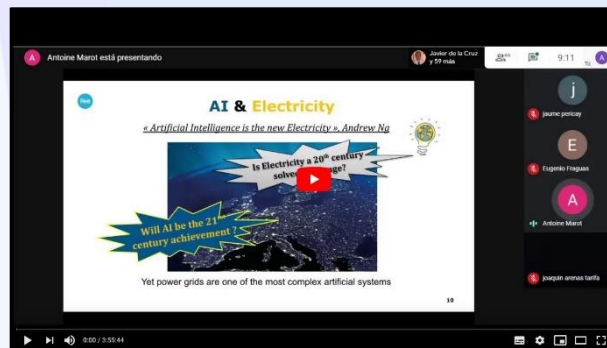 A Antoine Marot está presentando
Javier de la Cruz
y 59 más
9:11
Tú
A
AI & Electricity
« Artificial Intelligence is the new Electricity », Andrew Ng
Is Electricity a 20th century
Will AI be the 21st
century achievement ?
Yet power grids are one of the most complex artificial systems
10
j
jaume pericay
E
Eugenio Fraguas
A
Antoine Marot
joaquin arenas tarifa
0:00 / 3:55:44